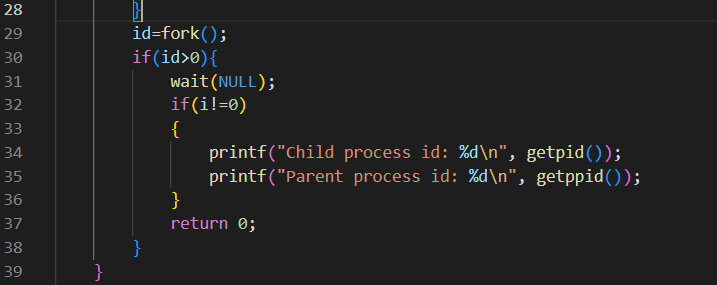 28 }
29 id=fork();
30 if(id>0){
31 wait(NULL);
32 if(i!=0)
33 {
34 printf("Child process id: %d\n", getpid());
35 printf("Parent process id: %d\n", getppid());
36 }
37 return 0;
38 }
39 }